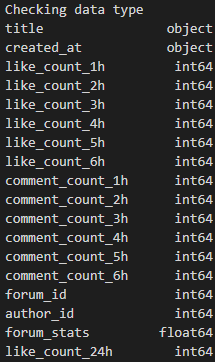 Checking data type
title object
created_at object
like_count_1h int64
like_count_2h int64
like_count_3h int64
like_count_4h int64
like_count_5h int64
like_count_6h int64
comment_count_1h int64
comment_count_2h int64
comment_count_3h int64
comment_count_4h int64
comment_count_5h int64
comment_count_6h int64
forum_id int64
author_id int64
forum_stats float64
like_count_24h int64